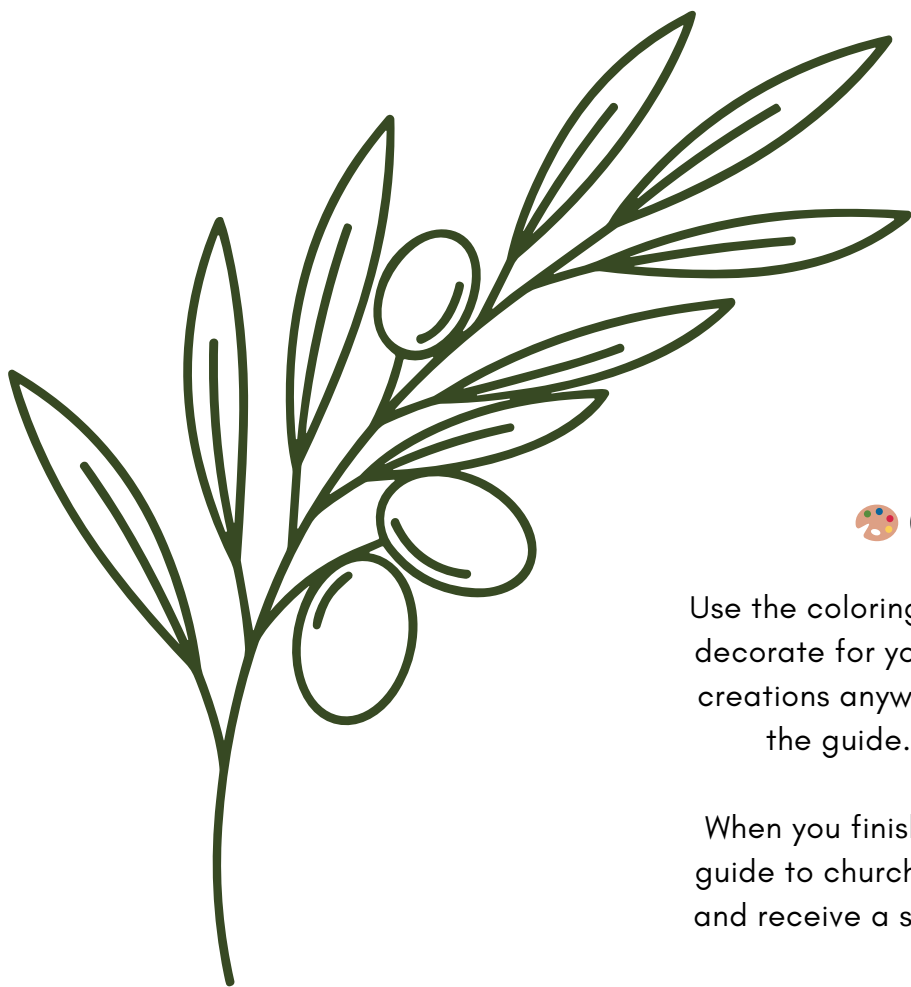 Use the coloring
decorate for yo
creations anyw
the guide.
When you finish
guide to church
and receive a s